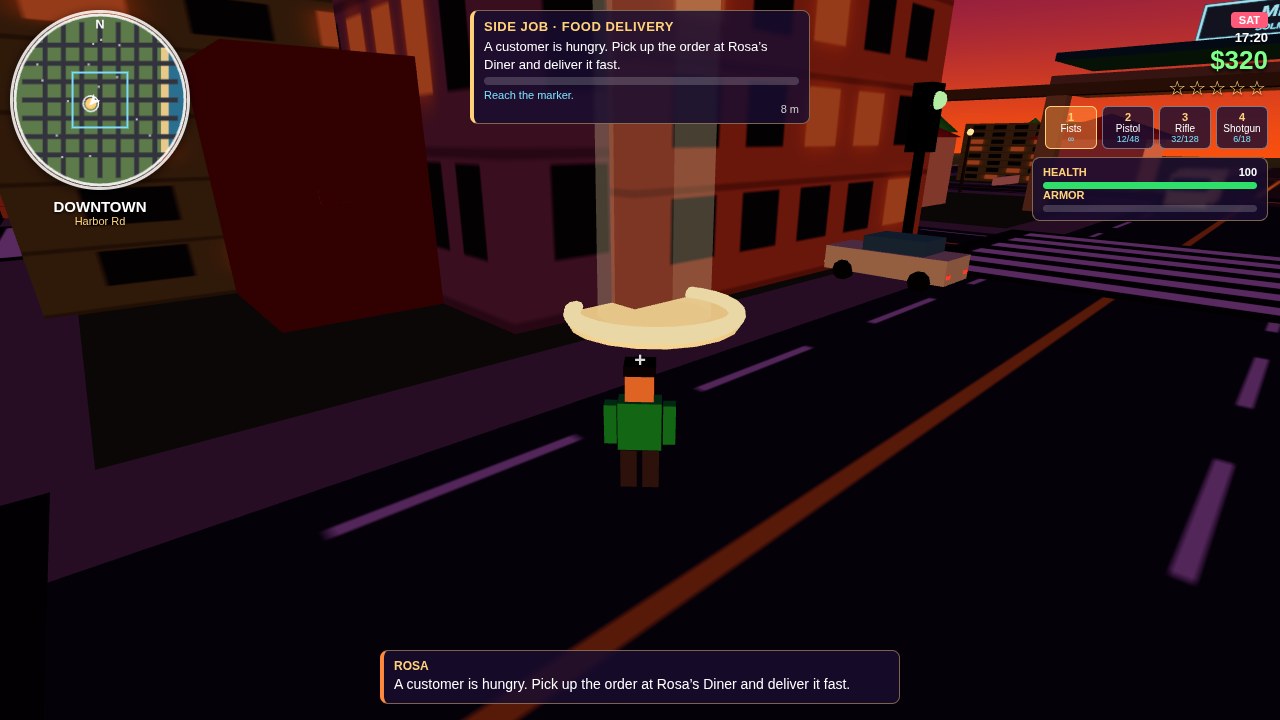 N
DOWNTOWN
Harbor Rd
SIDE JOB · FOOD DELIVERY
A customer is hungry. Pick up the order at Rosa's
Diner and deliver it fast.
Reach the marker.
8 m
SAT
17:20
$320
☆☆☆☆☆
1 2 3 4
Fists Pistol Rifle Shotgun
∞ 12/48 32/128 6/18
HEALTH 100
ARMOR
+
ROSA
A customer is hungry. Pick up the order at Rosa's Diner and deliver it fast.